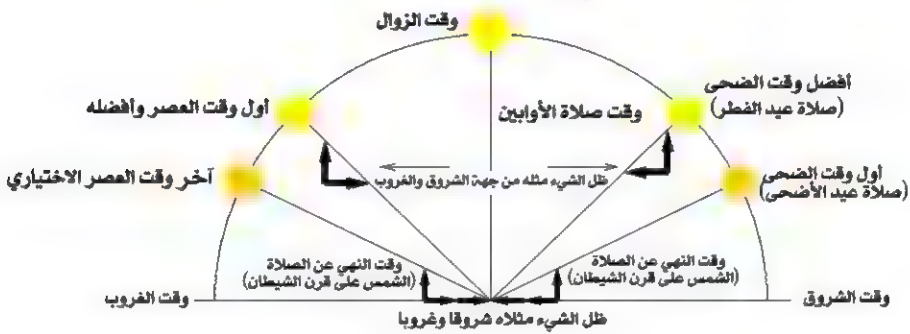 وقت الزوال
أفضل وقت الضحى
(صلاة عيد الفطر)
وقت صلاة الأوابين
أول وقت العصر وأفضله
أول وقت الضحى
(صلاة عيد الأضحى)
ظل الشيء مثله من جهة الشروق والغروب
آخر وقت العصر الاختياري
وقت النهي عن الصلاة
(الشمس على قرن الشيطان)
وقت النهي عن الصلاة
(الشمس على قرن الشيطان)
وقت الشروق
وقت الغروب
ظل الشيء مثلاه شروقا وغروبا